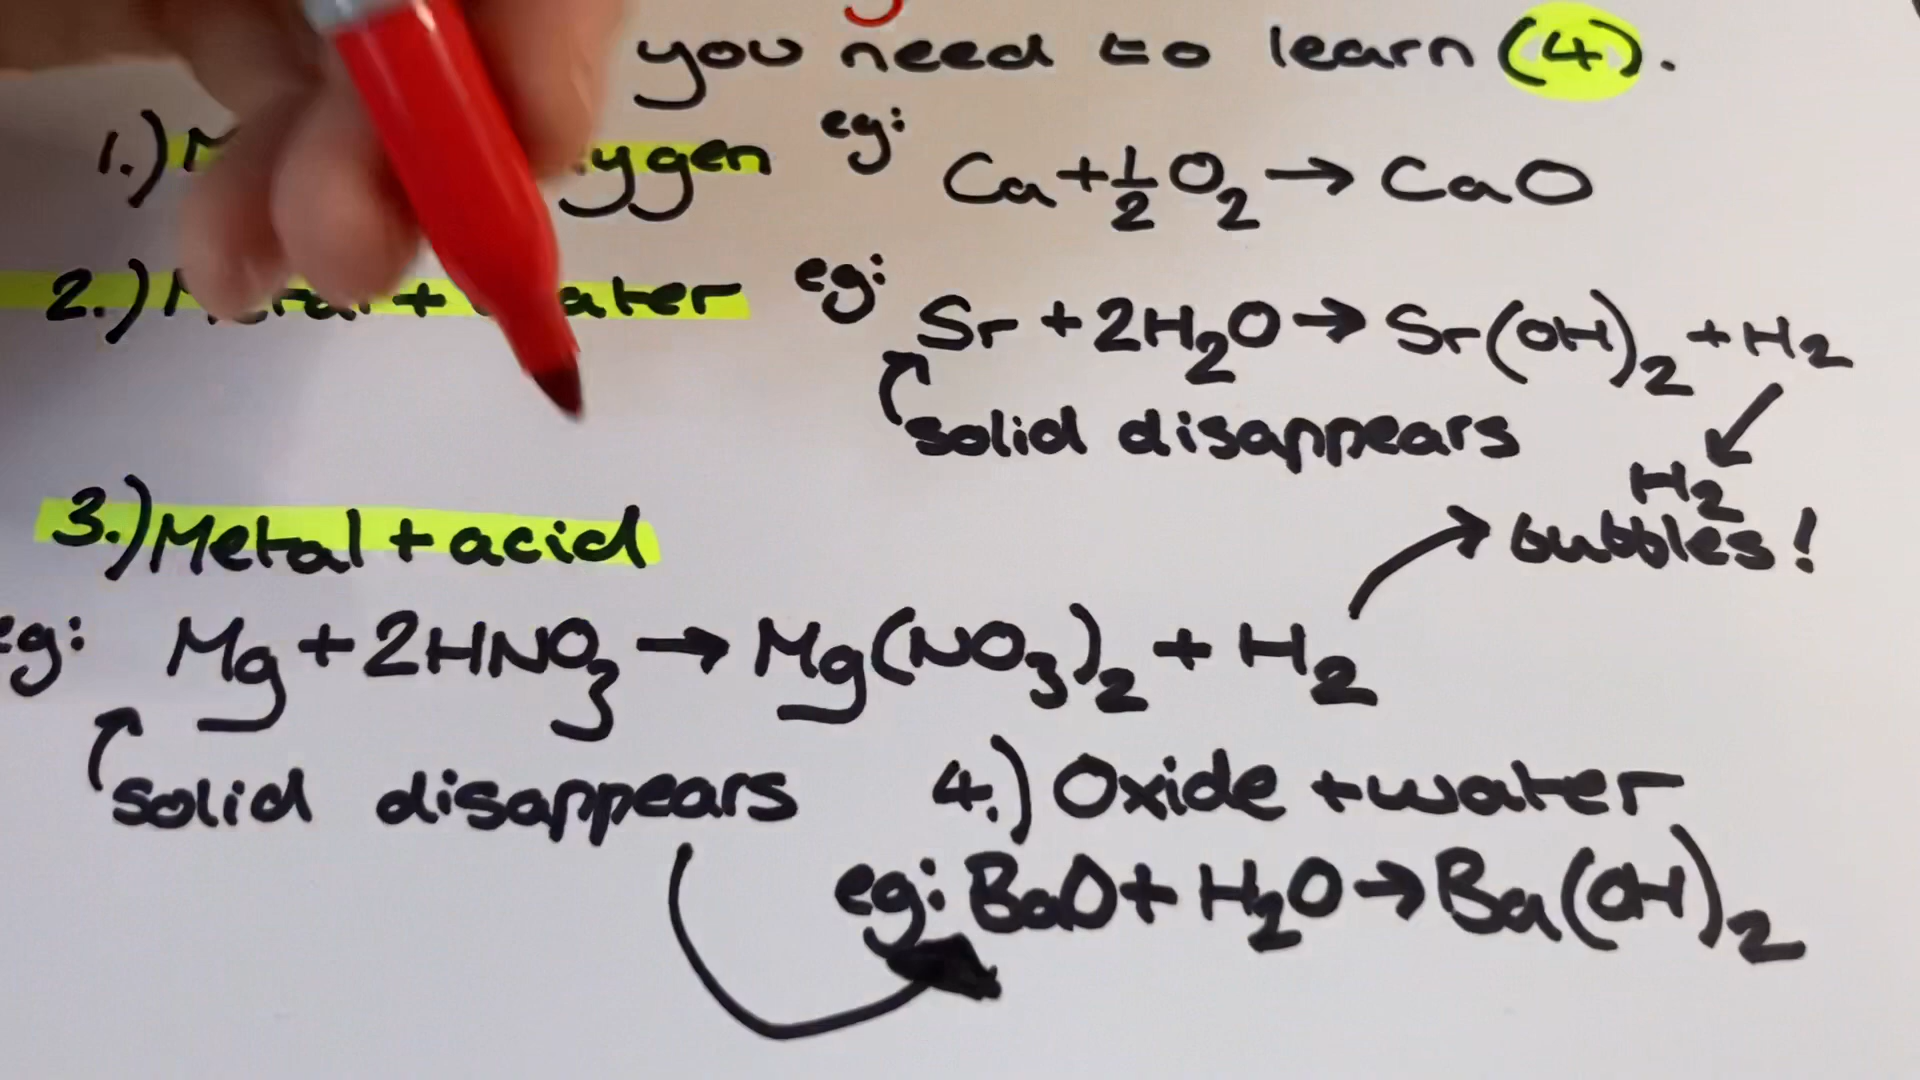 you need to learn (4).
1.) ygen eg: Ca + ½ O₂ → CaO
2.) + ater eg: Sr + 2H₂O → Sr(OH)₂ + H₂
solid disappears
H₂
bubbles!
3.) Metal + acid
eg: Mg + 2HNO₃ → Mg(NO₃)₂ + H₂
solid disappears
4.) Oxide + water
eg: BaO + H₂O → Ba(OH)₂